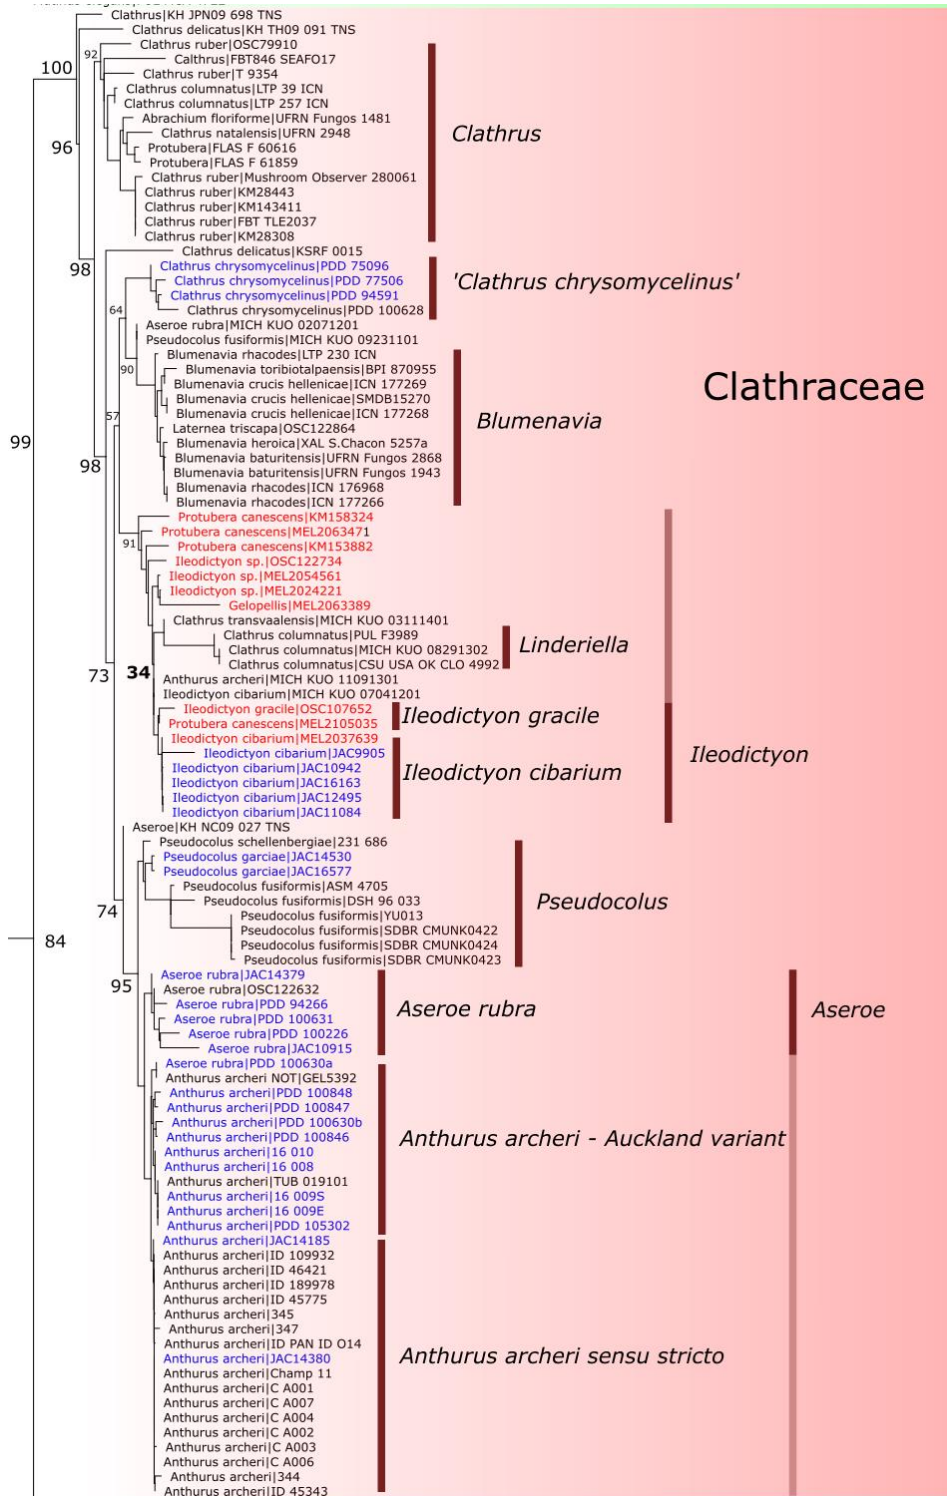 Clathrus|KH JPN09 698 TNS
Clathrus delicatus|KH TH09 091 TNS
Clathrus ruber|OSC79910
92
Calthrus|FBT846 SEAFO17
100
Clathrus ruber|T 9354
Clathrus columnatus|LTP 39 ICN
Clathrus columnatus|LTP 257 ICN
Abrachium floriforme|UFRN Fungos 1481
Clathrus natalensis|UFRN 2948
Clathrus
96
Protubera|FLAS F 60616
Protubera|FLAS F 61859
Clathrus ruber|Mushroom Observer 280061
Clathrus ruber|KM28443
Clathrus ruber|KM143411
Clathrus ruber|FBT TLE2037
Clathrus ruber|KM28308
Clathrus delicatus|KSRF 0015
98
Clathrus chrysomycelinus|PDD 75096
Clathrus chrysomycelinus|PDD 77506
'Clathrus chrysomycelinus'
Clathrus chrysomycelinus|PDD 94591
64
Clathrus chrysomycelinus|PDD 100628
Aseroe rubra|MICH KUO 02071201
Pseudocolus fusiformis|MICH KUO 09231101
Blumenavia rhacodes|LTP 230 ICN
90
Blumenavia toribiotalpaensis|BPI 870955
Blumenavia crucis hellenicae|ICN 177269
Clathraceae
Blumenavia crucis hellenicae|SMDB15270
Blumenavia crucis hellenicae|ICN 177268
57
Laternea triscapa|OSC122864
Blumenavia
99
Blumenavia heroica|XAL S.Chacon 5257a
Blumenavia baturitensis|UFRN Fungos 2868
98
Blumenavia baturitensis|UFRN Fungos 1943
Blumenavia rhacodes|ICN 176968
Blumenavia rhacodes|ICN 177266
Protubera canescens|KM158324
Protubera canescens|MEL2063471
91
Protubera canescens|KM153882
Ileodictyon sp.|OSC122734
Ileodictyon sp.|MEL2054561
Ileodictyon sp.|MEL2024221
Gelopellis|MEL2063389
Clathrus transvaalensis|MICH KUO 03111401
Clathrus columnatus|PUL F3989
Clathrus columnatus|MICH KUO 08291302
Linderiella
Clathrus columnatus|CSU USA OK CLO 4992
73
34
Anthurus archeri|MICH KUO 11091301
Ileodictyon cibarium|MICH KUO 07041201
Ileodictyon gracile|OSC107652
Ileodictyon gracile
Protubera canescens|MEL2105035
Ileodictyon cibarium|MEL2037639
Ileodictyon cibarium|JAC9905
Ileodictyon
Ileodictyon cibarium|JAC10942
Ileodictyon cibarium
Ileodictyon cibarium|JAC16163
Ileodictyon cibarium|JAC12495
Ileodictyon cibarium|JAC11084
Aseroe|KH NC09 027 TNS
Pseudocolus schellenbergiae|231 686
Pseudocolus garciae|JAC14530
Pseudocolus garciae|JAC16577
Pseudocolus fusiformis|ASM 4705
Pseudocolus fusiformis|DSH 96 033
Pseudocolus
74
Pseudocolus fusiformis|YU013
Pseudocolus fusiformis|SDBR CMUNK0422
84
Pseudocolus fusiformis|SDBR CMUNK0424
Pseudocolus fusiformis|SDBR CMUNK0423
Aseroe rubra|JAC14379
95
Aseroe rubra|OSC122632
Aseroe rubra|PDD 94266
Aseroe rubra
Aseroe
Aseroe rubra|PDD 100631
Aseroe rubra|PDD 100226
Aseroe rubra|JAC10915
Aseroe rubra|PDD 100630a
Anthurus archeri NOT|GEL5392
Anthurus archeri|PDD 100848
Anthurus archeri|PDD 100847
Anthurus archeri|PDD 100630b
Anthurus archeri|PDD 100846
Anthurus archeri - Auckland variant
Anthurus archeri|16 010
Anthurus archeri|16 008
Anthurus archeri|TUB 019101
Anthurus archeri|16 009S
Anthurus archeri|16 009E
Anthurus archeri|PDD 105302
Anthurus archeri|JAC14185
Anthurus archeri|ID 109932
Anthurus archeri|ID 46421
Anthurus archeri|ID 189978
Anthurus archeri|ID 45775
Anthurus archeri|345
Anthurus archeri|347
Anthurus archeri|ID PAN ID O14
Anthurus archeri|JAC14380
Anthurus archeri sensu stricto
Anthurus archeri|Champ 11
Anthurus archeri|C A001
Anthurus archeri|C A007
Anthurus archeri|C A004
Anthurus archeri|C A002
Anthurus archeri|C A003
Anthurus archeri|C A006
Anthurus archeri|344
Anthurus archeri|ID 45343